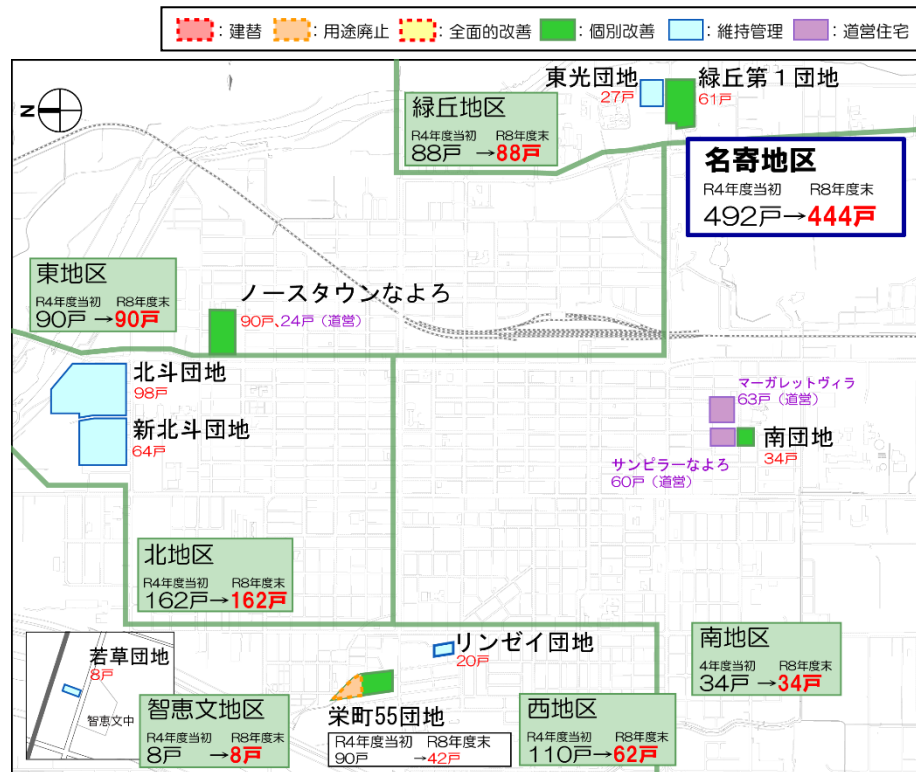 ：建替 ：用途廃止 ：全面的改善 ：個別改善 ：維持管理 ：道営住宅
N
東光団地
27戸
緑丘第１団地
61戸
緑丘地区
R4年度当初 R8年度末
88戸 →88戸
名寄地区
R4年度当初 R8年度末
492戸→444戸
東地区
R4年度当初 R8年度末
90戸 →90戸
ノースタウンなよろ
90戸、24戸（道営）
北斗団地
98戸
新北斗団地
64戸
マーガレットヴィラ
63戸（道営）
南団地
34戸
サンピラーなよろ
60戸（道営）
北地区
R4年度当初 R8年度末
162戸→162戸
若草団地
8戸
智恵文中
智恵文地区
R4年度当初 R8年度末
8戸 →8戸
リンゼイ団地
20戸
栄町55団地
R4年度当初 R8年度末
90戸 →42戸
西地区
R4年度当初 R8年度末
110戸→62戸
南地区
4年度当初 R8年度末
34戸 →34戸